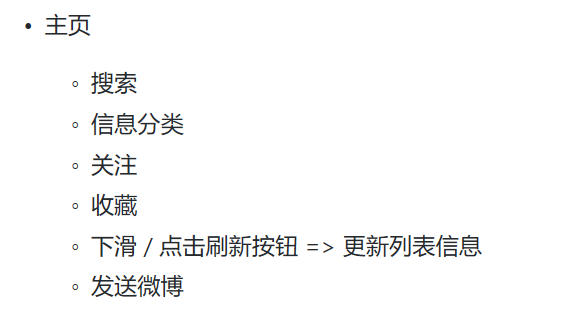 主页
搜索
信息分类
关注
收藏
下滑 / 点击刷新按钮 => 更新列表信息
发送微博